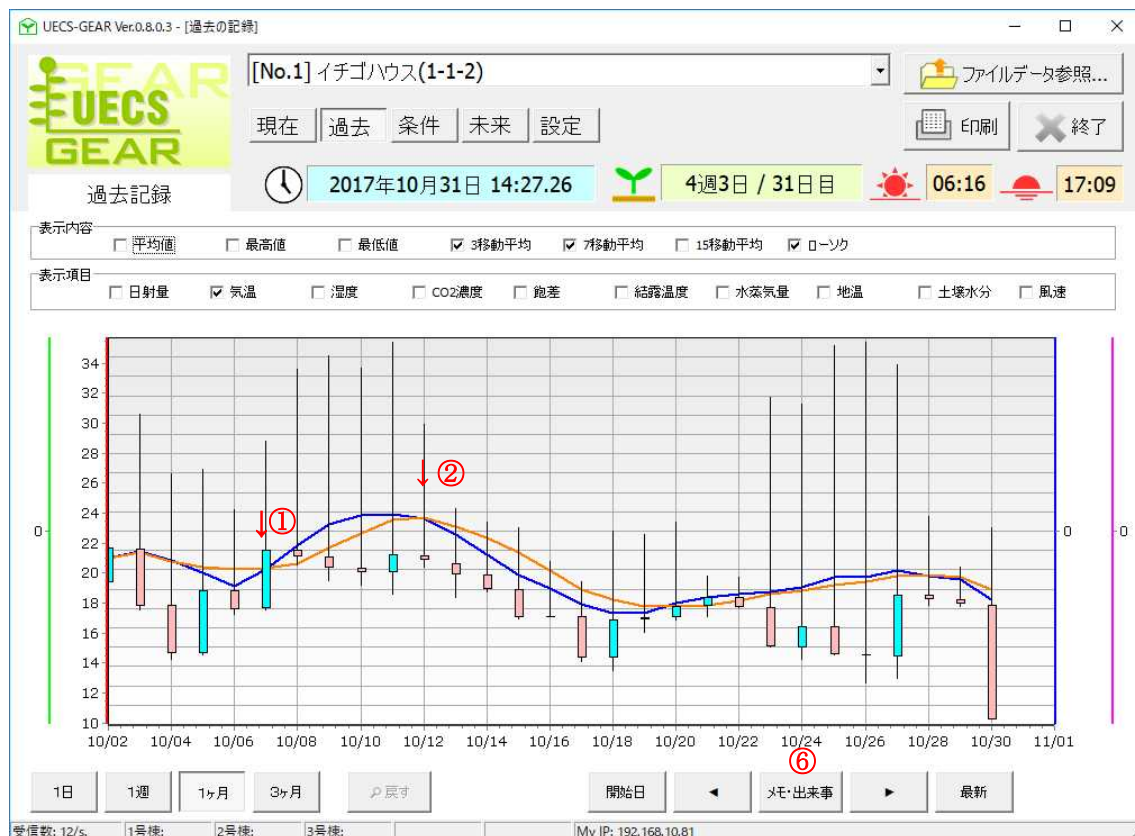 UECS-GEAR Ver.0.8.0.3 - [過去の記録]
GEAR
UECS
GEAR
[No.1] イチゴハウス(1-1-2)
ファイルデータ参照...
現在 過去 条件 未来 設定
印刷 終了
過去記録
2017年10月31日 14:27.26
4週3日 / 31日目
06:16
17:09
表示内容
平均値 最高値 最低値 3移動平均 7移動平均 15移動平均 ローソク
表示項目
日射量 気温 湿度 CO2濃度 飽差 結露温度 水蒸気量 地温 土壌水分 風速
34
32
30
28
26
24
22
20
18
16
14
12
10
0
0
0
①
②
10/02 10/04 10/06 10/08 10/10 10/12 10/14 10/16 10/18 10/20 10/22 10/24 10/26 10/28 10/30 11/01
⑥
1日 1週 1ヶ月 3ヶ月 戻す 開始日 メモ・出来事 最新
受信数: 12/s. 1号棟: 2号棟: 3号棟: My IP: 192.168.10.81